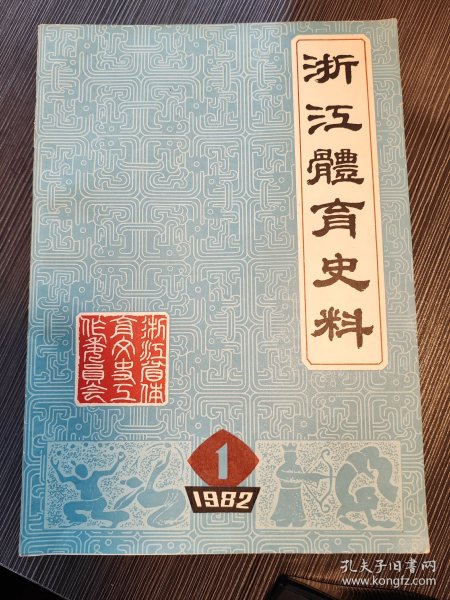 浙江體育史料
浙江省体
育文史工
作委員会
1
1982
孔夫子旧书网
www.kongfz.com